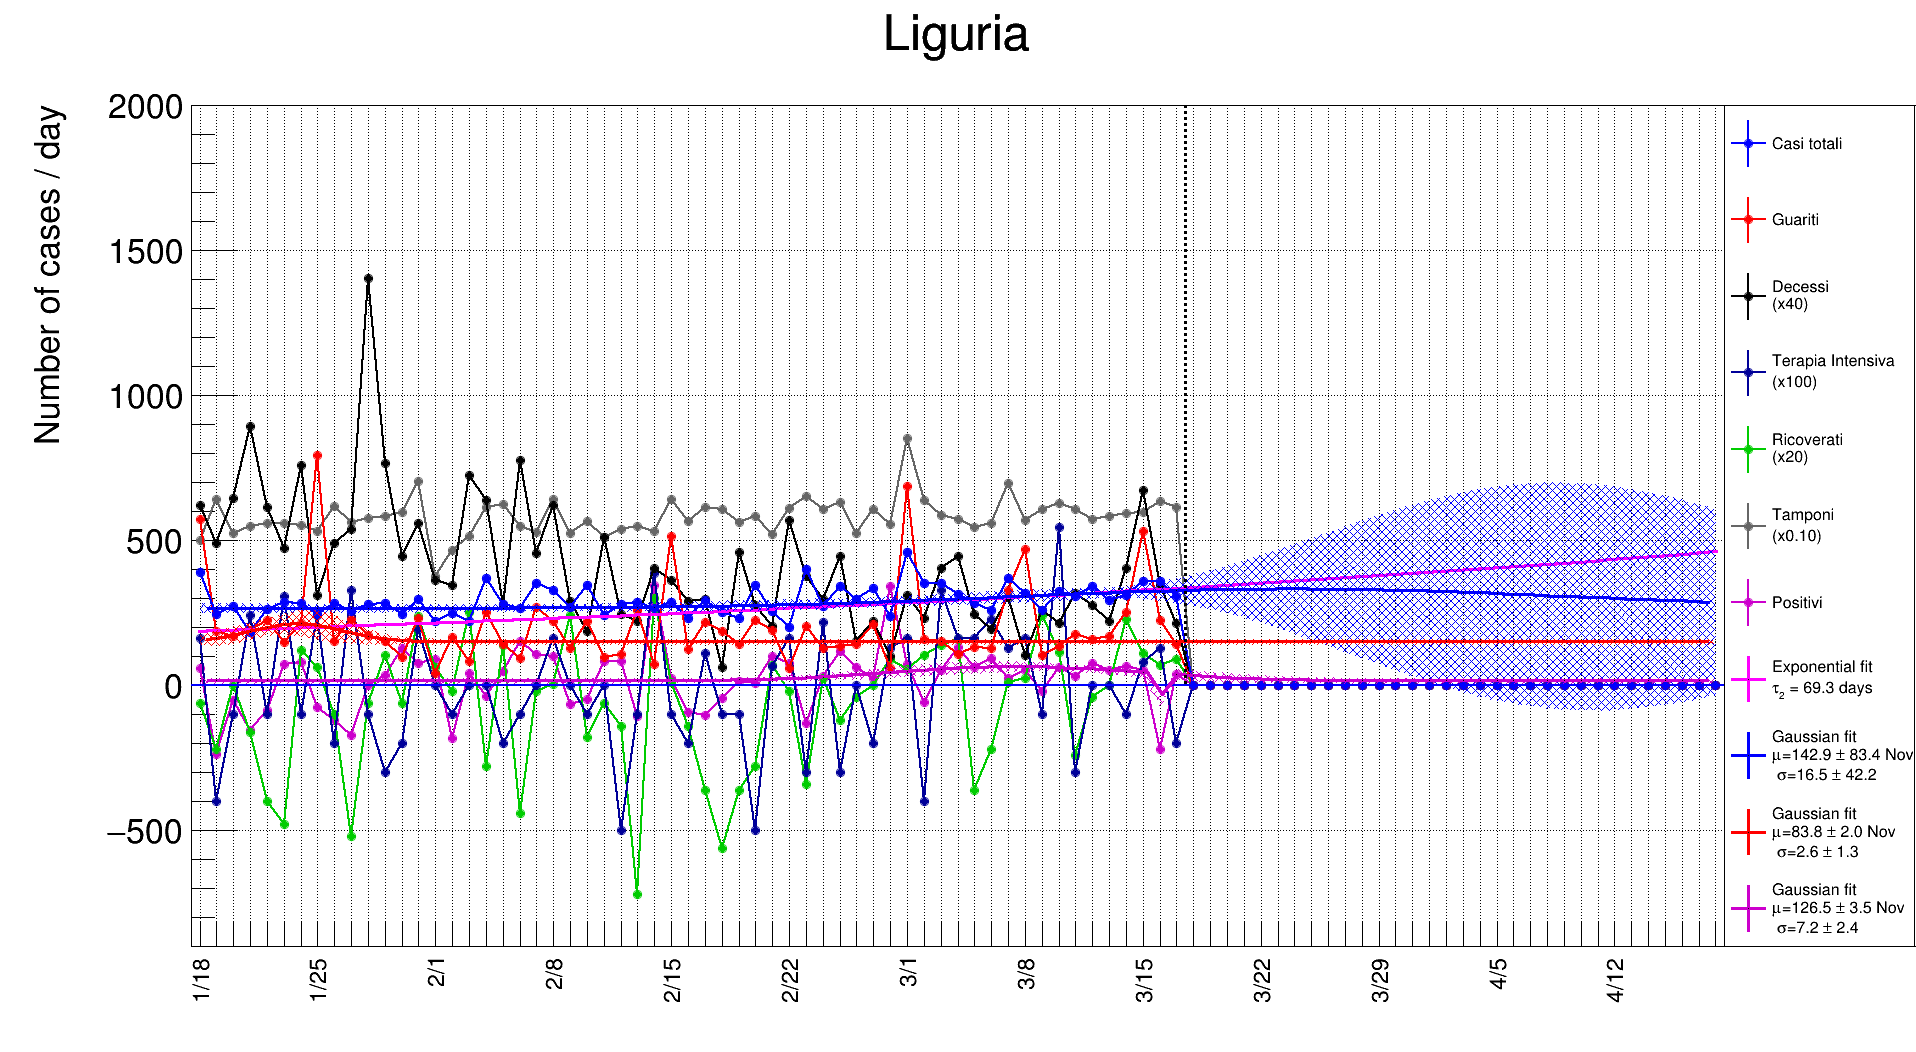 Liguria
Number of cases / day
2000
1500
1000
500
0
−500
1/18
1/25
2/1
2/8
2/15
2/22
3/1
3/8
3/15
3/22
3/29
4/5
4/12
Casi totali
Guariti
Decessi
(x40)
Terapia Intensiva
(x100)
Ricoverati
(x20)
Tamponi
(x0.10)
Positivi
Exponential fit
τ2 = 69.3 days
Gaussian fit
μ=142.9 ± 83.4 Nov
σ=16.5 ± 42.2
Gaussian fit
μ=83.8 ± 2.0 Nov
σ=2.6 ± 1.3
Gaussian fit
μ=126.5 ± 3.5 Nov
σ=7.2 ± 2.4